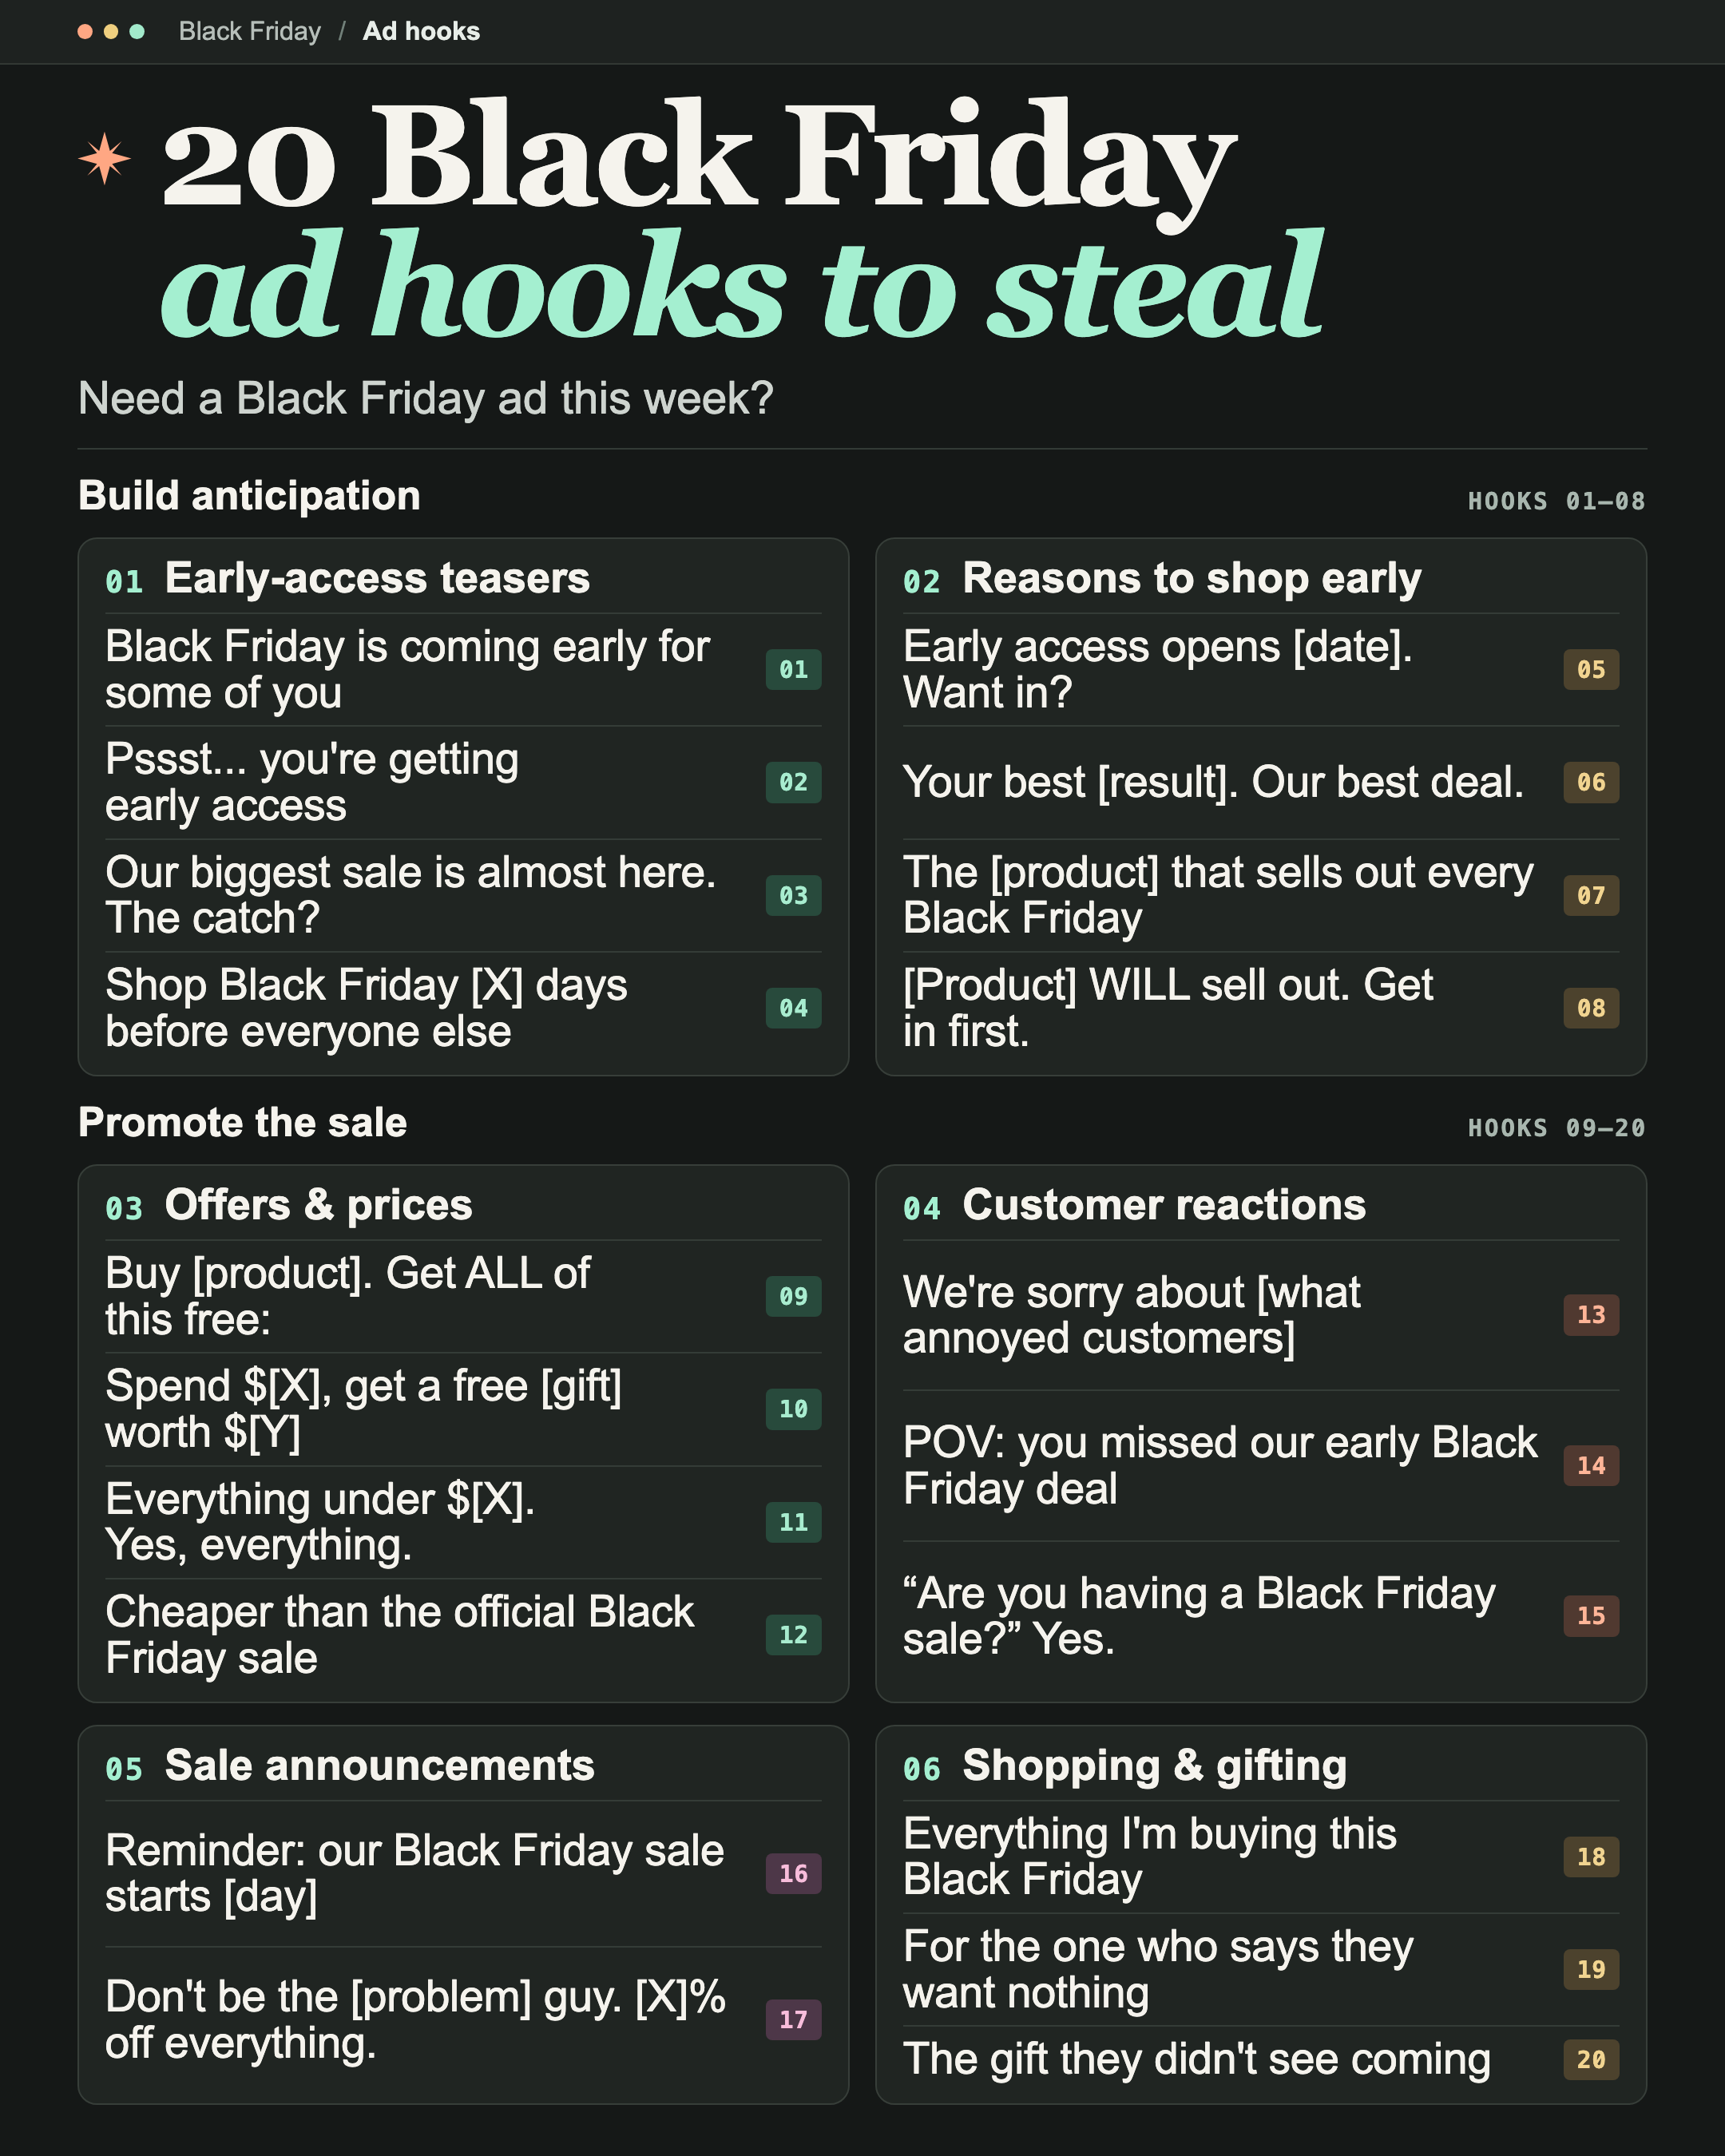 Black Friday / Ad hooks
20 Black Friday
ad hooks to steal
Need a Black Friday ad this week?
Build anticipation
HOOKS 01–08
01 Early-access teasers
Black Friday is coming early for
some of you
01
Pssst... you're getting
early access
02
Our biggest sale is almost here.
The catch?
03
Shop Black Friday [X] days
before everyone else
04
02 Reasons to shop early
Early access opens [date].
Want in?
05
Your best [result]. Our best deal.
06
The [product] that sells out every
Black Friday
07
[Product] WILL sell out. Get
in first.
08
Promote the sale
HOOKS 09–20
03 Offers & prices
Buy [product]. Get ALL of
this free:
09
Spend $[X], get a free [gift]
worth $[Y]
10
Everything under $[X].
Yes, everything.
11
Cheaper than the official Black
Friday sale
12
04 Customer reactions
We're sorry about [what
annoyed customers]
13
POV: you missed our early Black
Friday deal
14
“Are you having a Black Friday
sale?” Yes.
15
05 Sale announcements
Reminder: our Black Friday sale
starts [day]
16
Don't be the [problem] guy. [X]%
off everything.
17
06 Shopping & gifting
Everything I'm buying this
Black Friday
18
For the one who says they
want nothing
19
The gift they didn't see coming
20